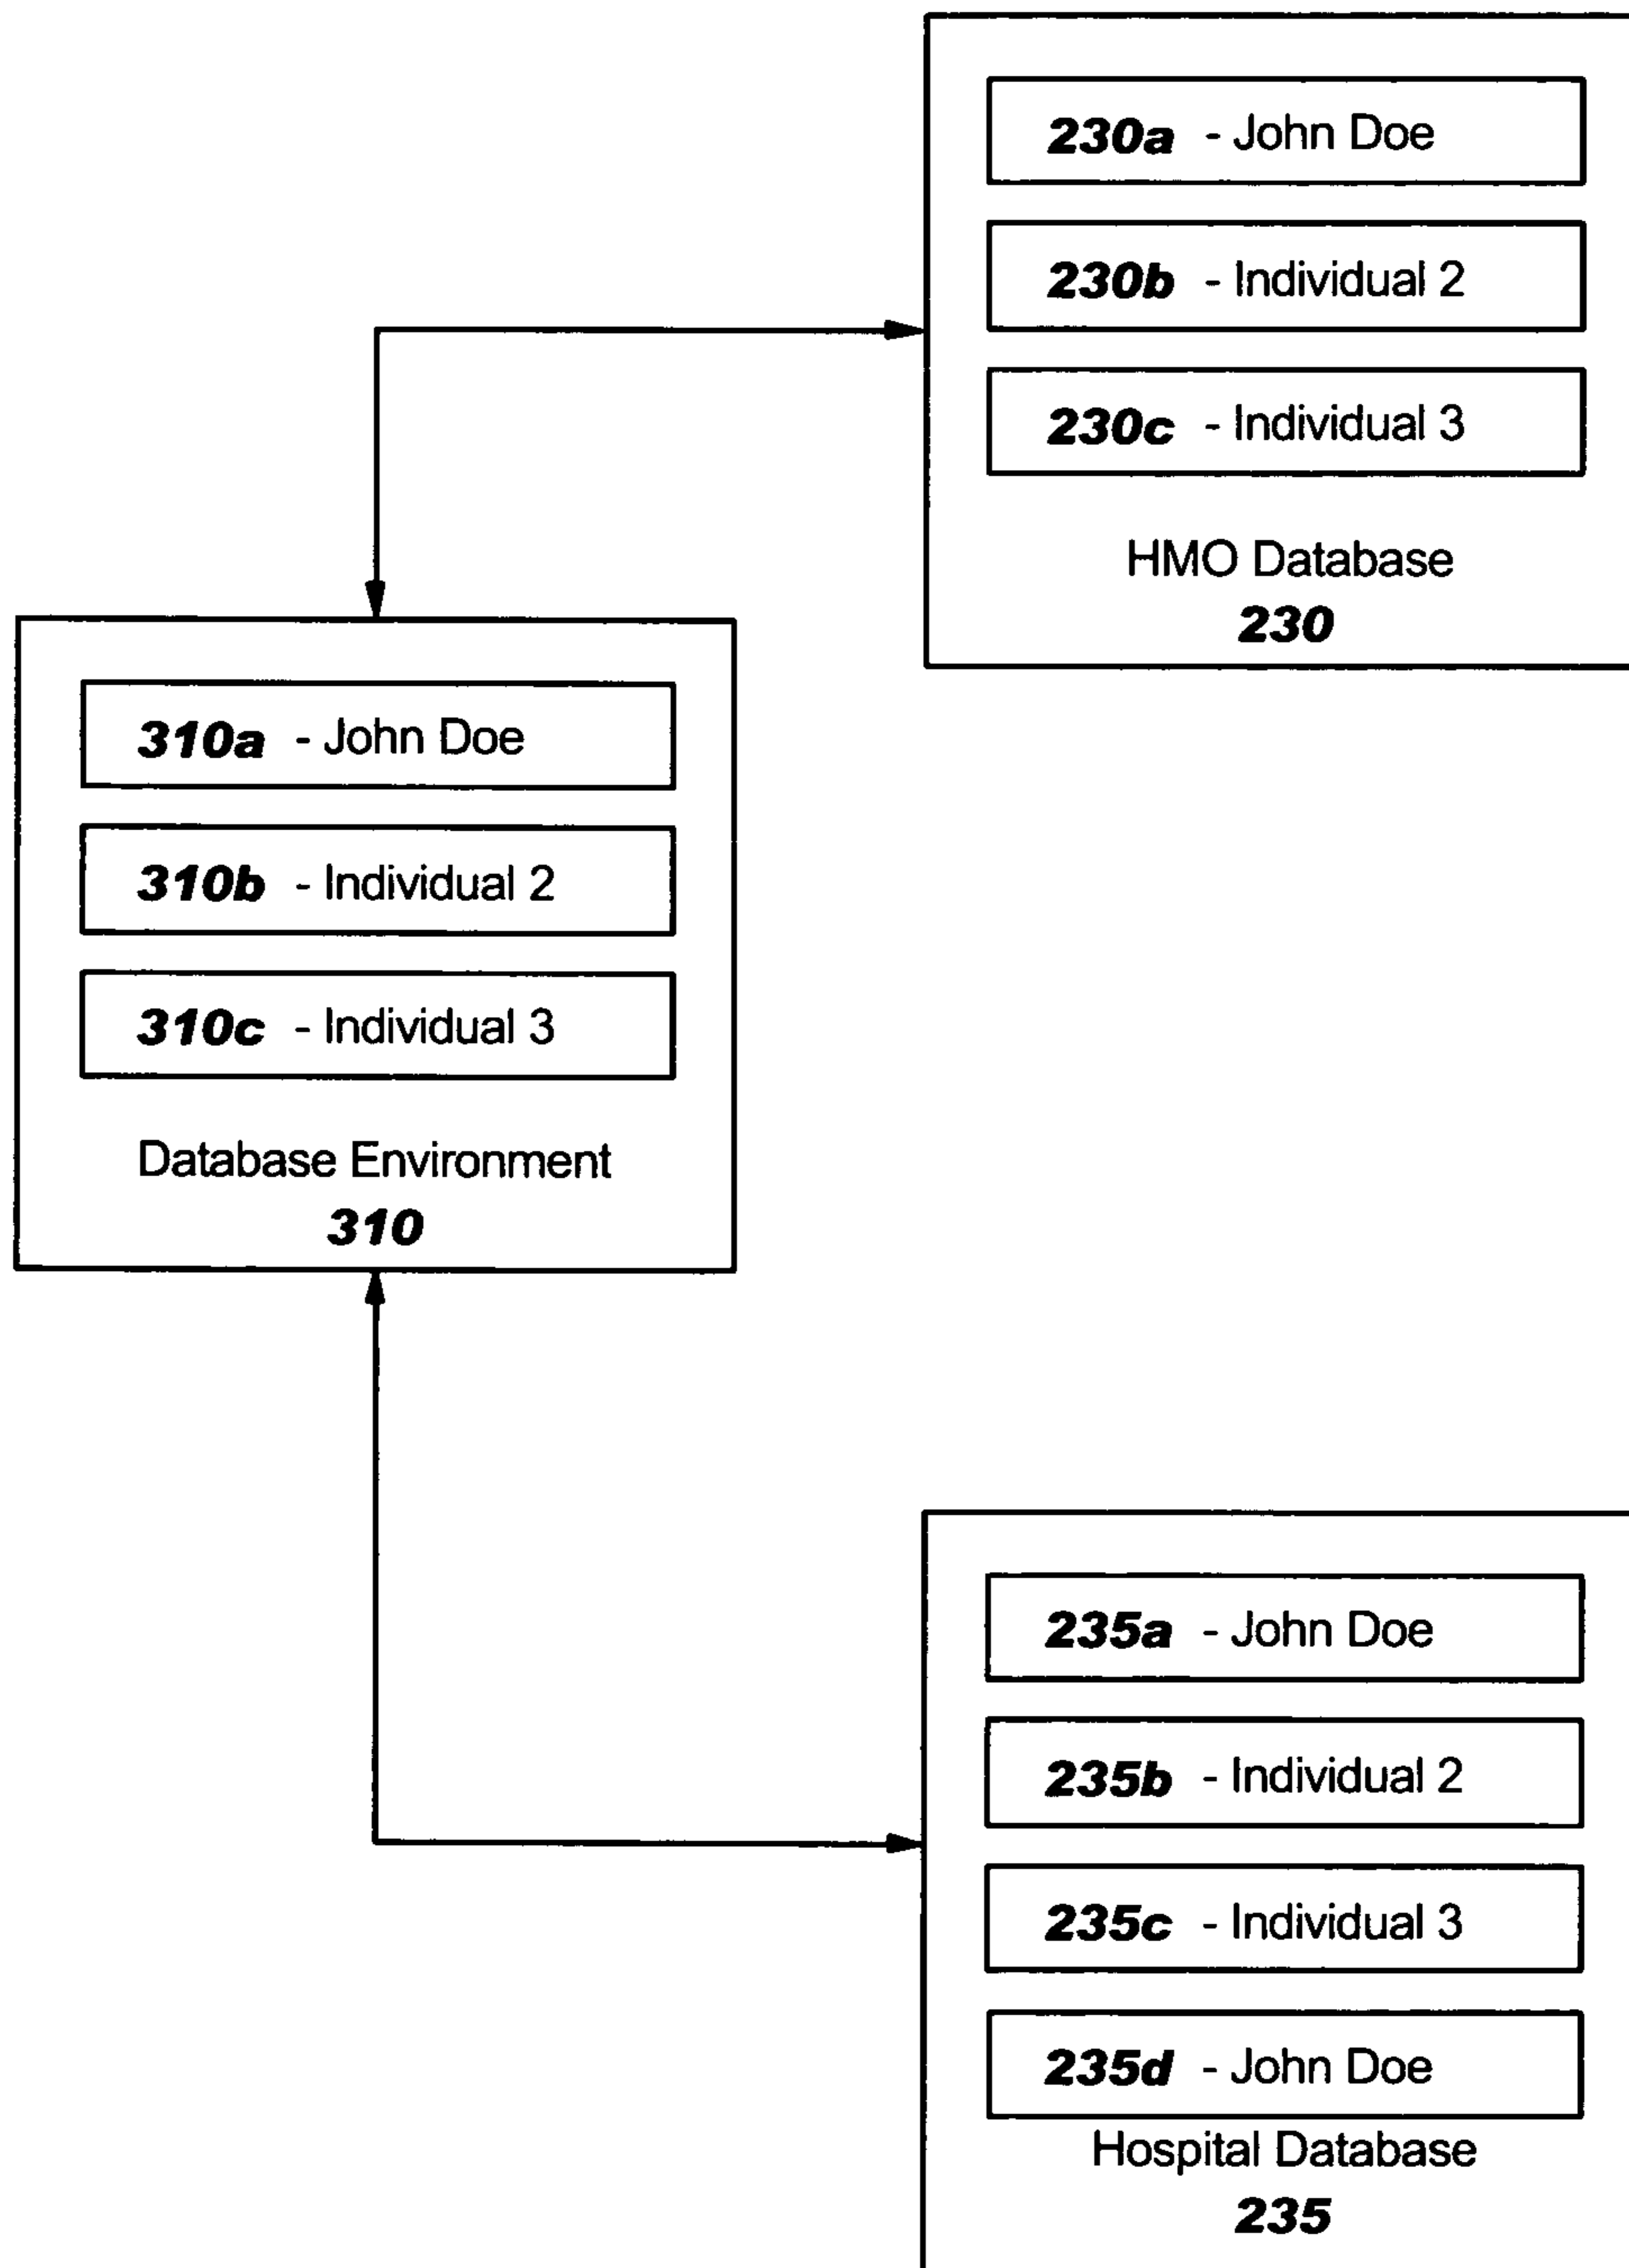 230a - John Doe
230b - Individual 2
230c - Individual 3
HMO Database
230
310a - John Doe
310b - Individual 2
310c - Individual 3
Database Environment
310
235a - John Doe
235b - Individual 2
235c - Individual 3
235d - John Doe
Hospital Database
235